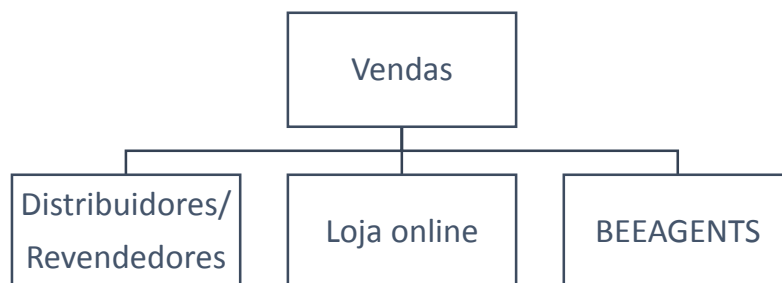 Vendas
Distribuidores/
Revendedores
Loja online
BEEAGENTS